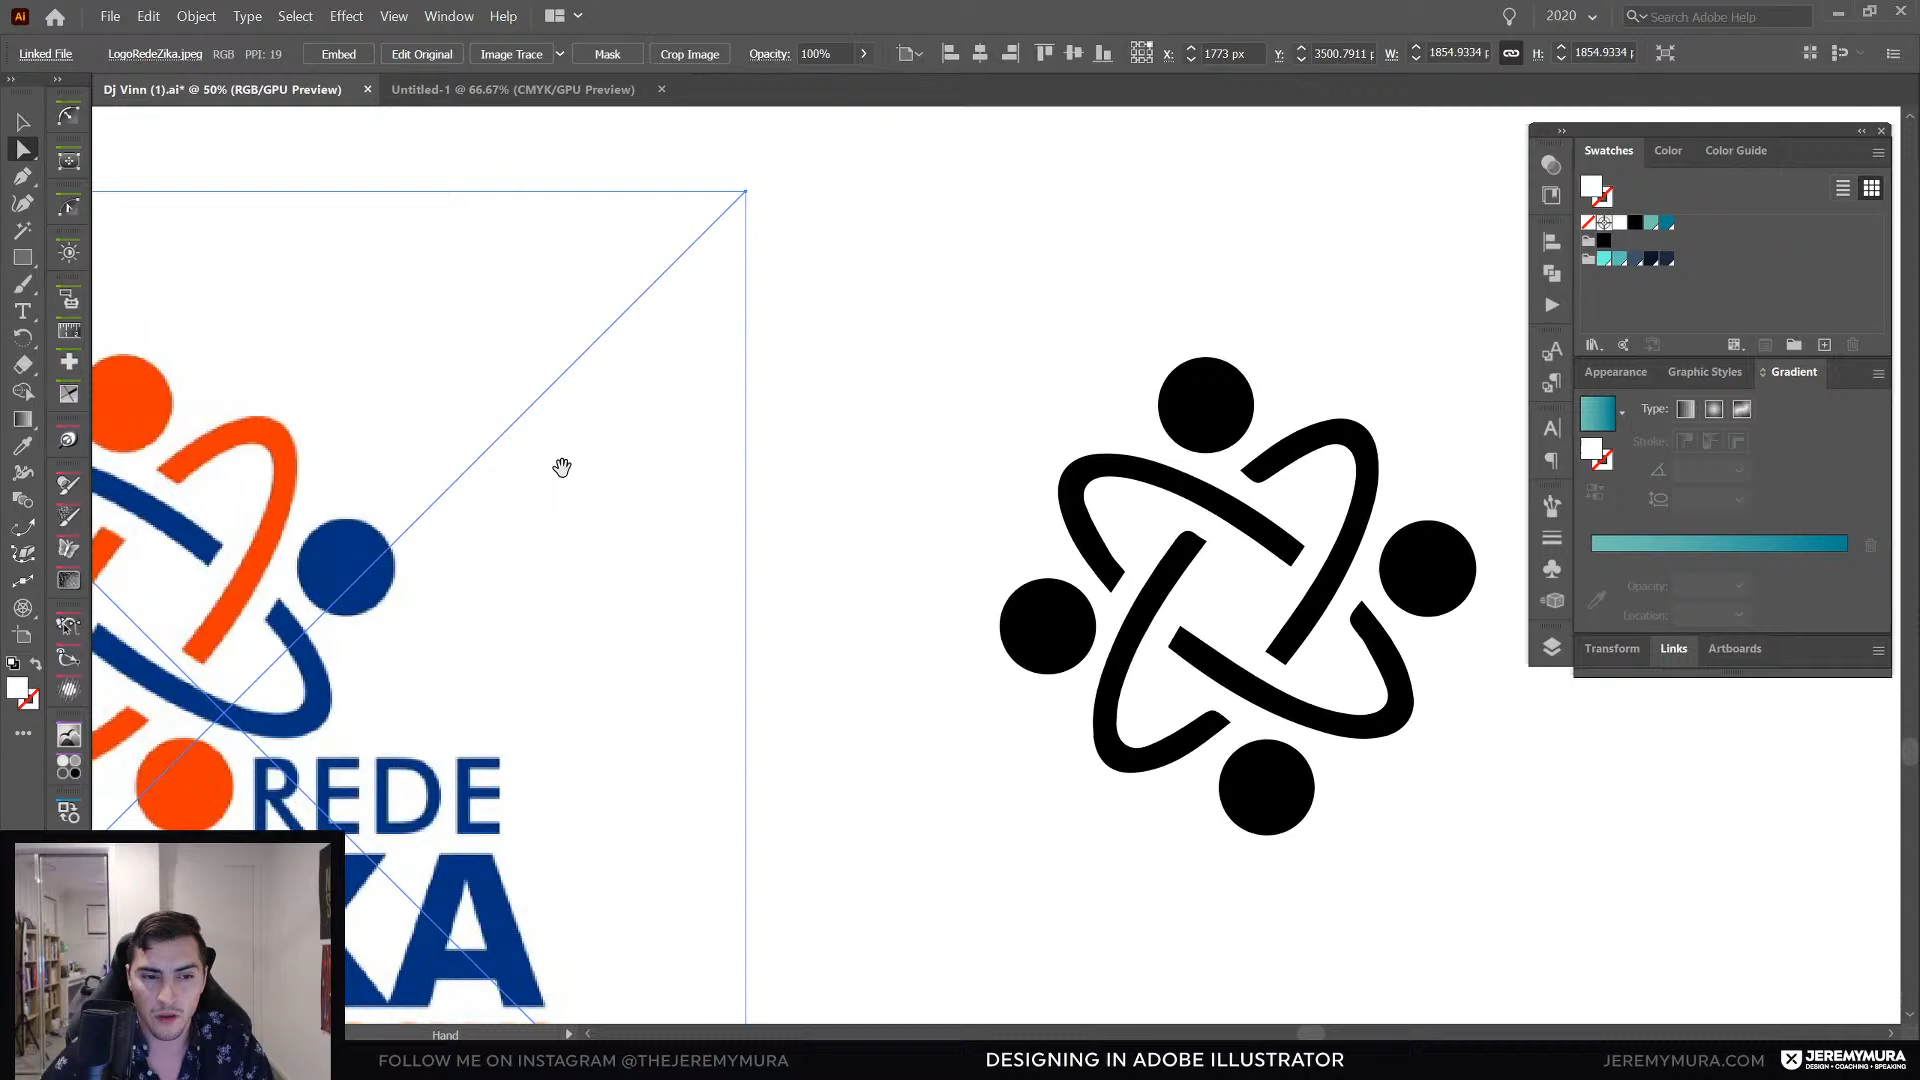 Ai File Edit Object Type Select Effect View Window Help 2020 Search Adobe Help
Linked File LogoRedeZika.jpeg RGB PPI: 19 Embed Edit Original Image Trace Mask Crop Image Opacity: 100% X: 1773 px Y: 3500.7911 p W: 1854.9334 p H: 1854.9334 p
Dj Vinn (1).ai* @ 50% (RGB/GPU Preview) × Untitled-1 @ 66.67% (CMYK/GPU Preview) ×
Swatches Color Color Guide
Appearance Graphic Styles Gradient
Type:
Stroke:
Opacity:
Location:
Transform Links Artboards
REDE
KA
Hand
FOLLOW ME ON INSTAGRAM @THEJEREMYMURA DESIGNING IN ADOBE ILLUSTRATOR JEREMYMURA.COM JEREMYMURA
DESIGN • COACHING • SPEAKING